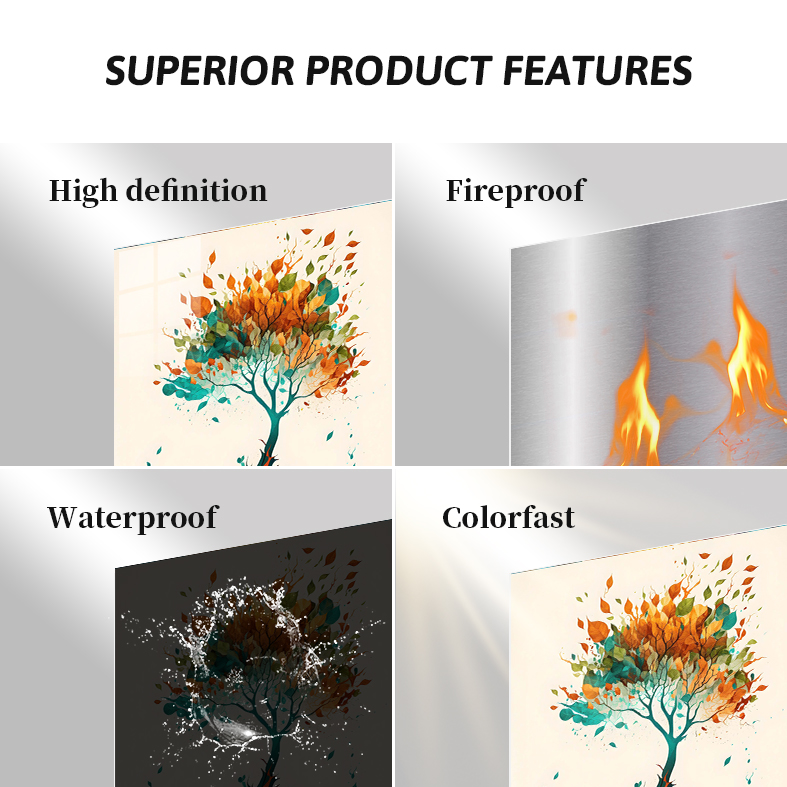 SUPERIOR PRODUCT FEATURES
High definition
Fireproof
Waterproof
Colorfast